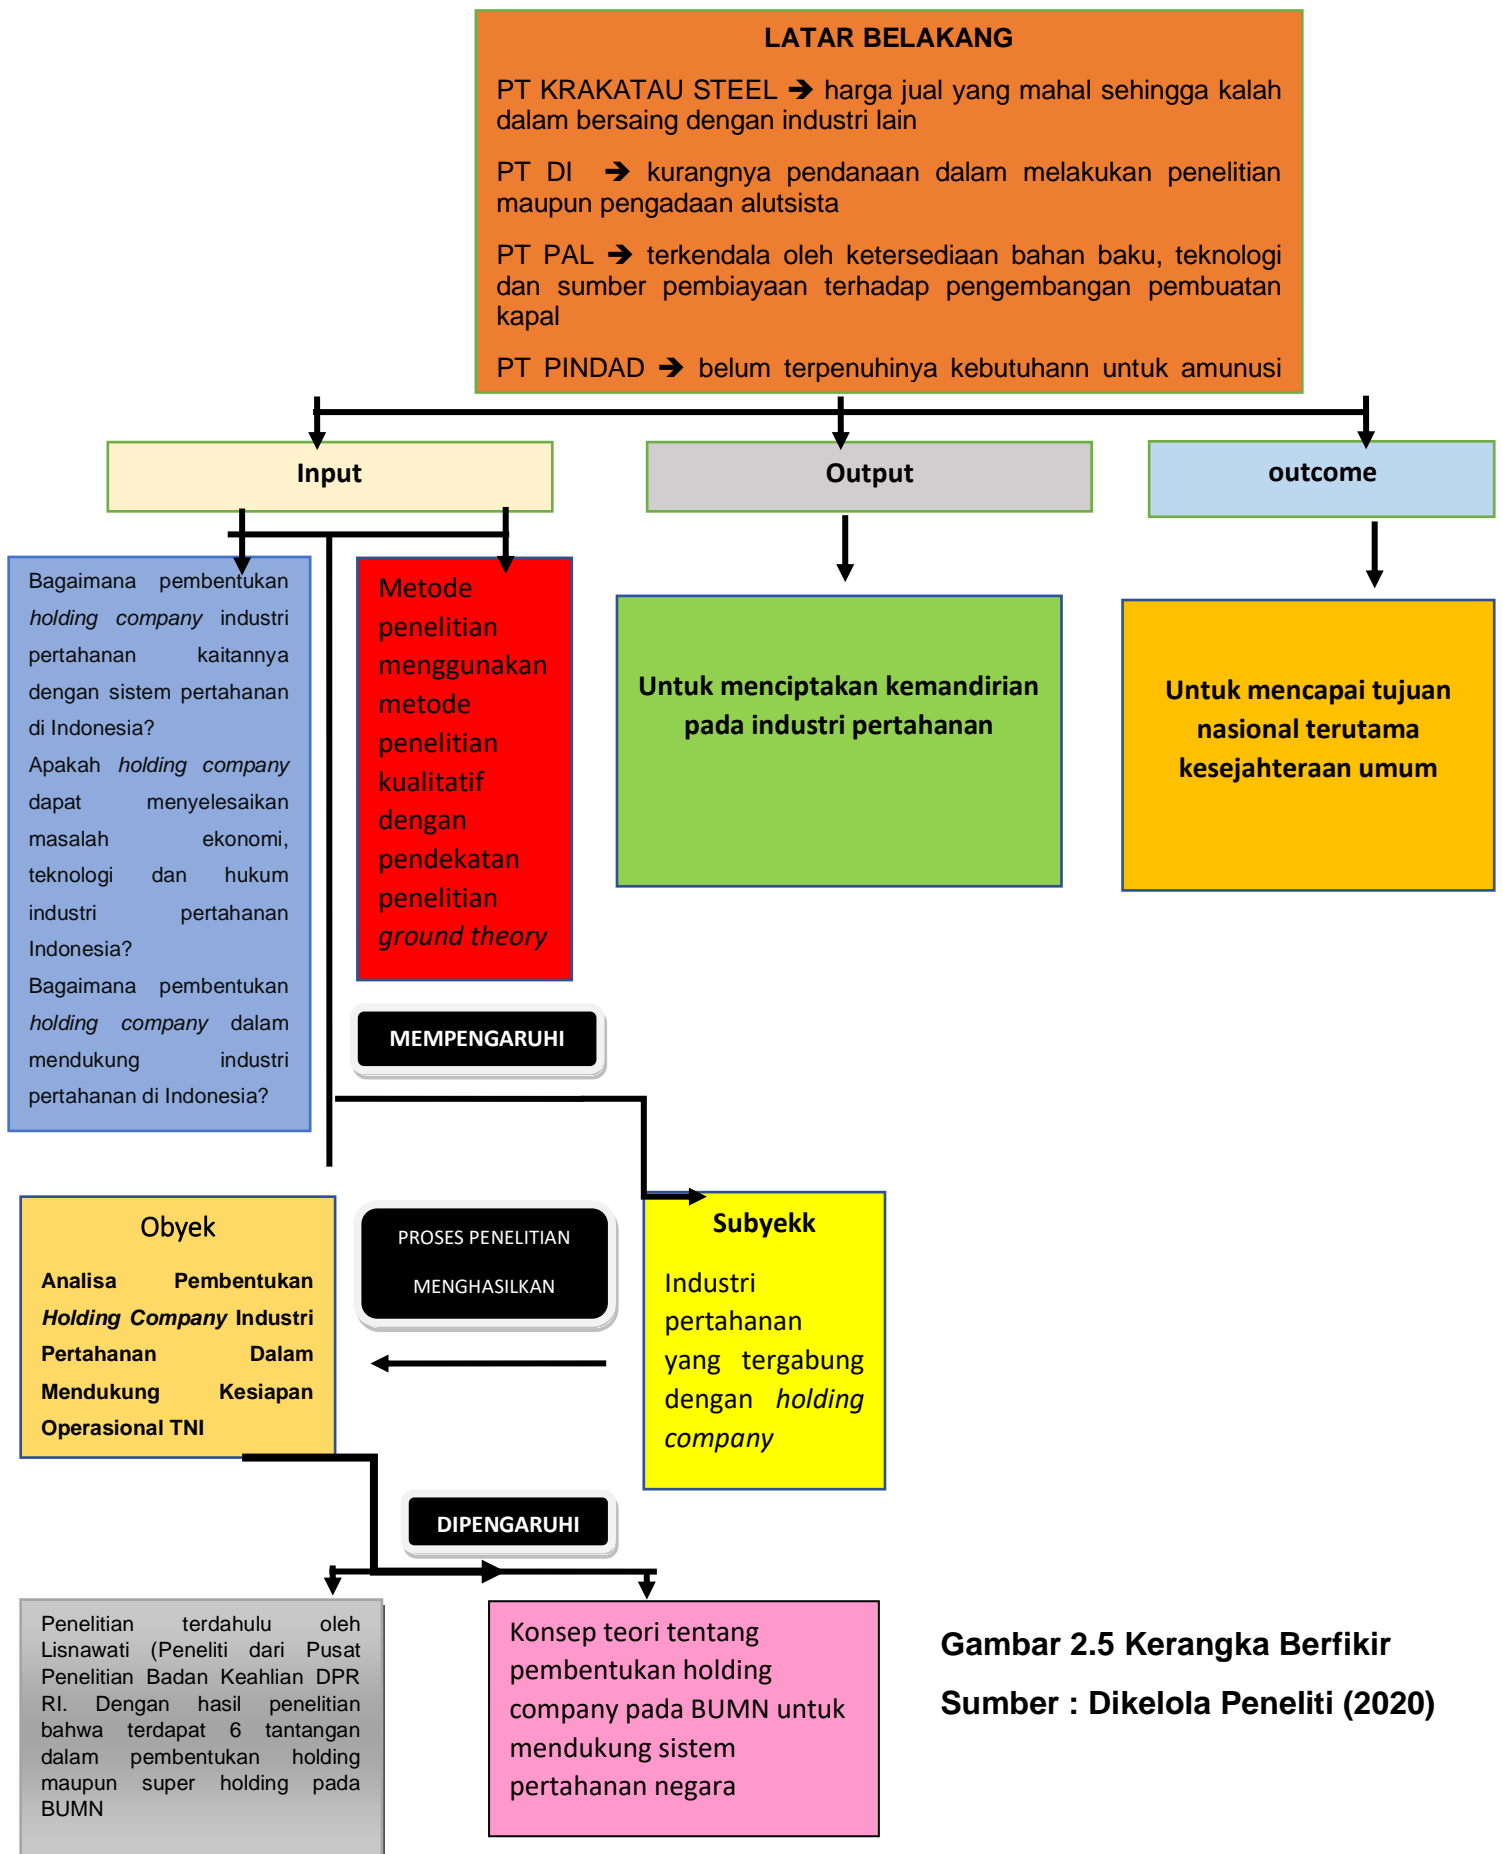 LATAR BELAKANG
PT KRAKATAU STEEL ➔ harga jual yang mahal sehingga kalah
dalam bersaing dengan industri lain
PT DI ➔ kurangnya pendanaan dalam melakukan penelitian
maupun pengadaan alutsista
PT PAL ➔ terkendala oleh ketersediaan bahan baku, teknologi
dan sumber pembiayaan terhadap pengembangan pembuatan
kapal
PT PINDAD ➔ belum terpenuhinya kebutuhann untuk amunusi
Input
Output
outcome
Bagaimana pembentukan
holding company industri
pertahanan kaitannya
dengan sistem pertahanan
di Indonesia?
Apakah holding company
dapat menyelesaikan
masalah ekonomi,
teknologi dan hukum
industri pertahanan
Indonesia?
Bagaimana pembentukan
holding company dalam
mendukung industri
pertahanan di Indonesia?
Metode
penelitian
menggunakan
metode
penelitian
kualitatif
dengan
pendekatan
penelitian
ground theory
Untuk menciptakan kemandirian
pada industri pertahanan
Untuk mencapai tujuan
nasional terutama
kesejahteraan umum
MEMPENGARUHI
Obyek
Analisa Pembentukan
Holding Company Industri
Pertahanan Dalam
Mendukung Kesiapan
Operasional TNI
PROSES PENELITIAN
MENGHASILKAN
Subyekk
Industri
pertahanan
yang tergabung
dengan holding
company
DIPENGARUHI
Penelitian terdahulu oleh
Lisnawati (Peneliti dari Pusat
Penelitian Badan Keahlian DPR
RI. Dengan hasil penelitian
bahwa terdapat 6 tantangan
dalam pembentukan holding
maupun super holding pada
BUMN
Konsep teori tentang
pembentukan holding
company pada BUMN untuk
mendukung sistem
pertahanan negara
Gambar 2.5 Kerangka Berfikir
Sumber : Dikelola Peneliti (2020)